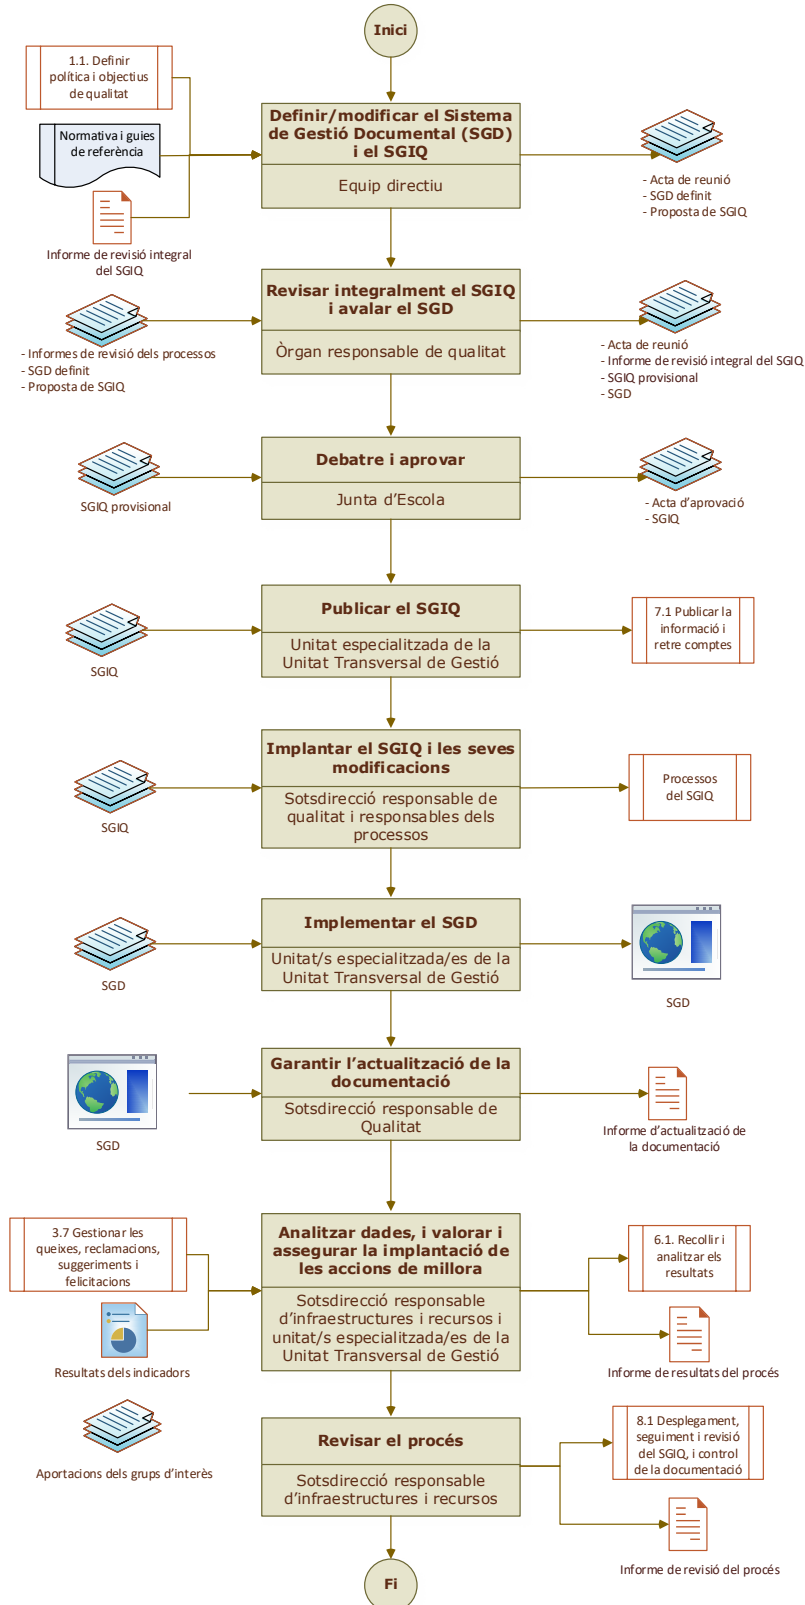 Inici
1.1. Definir
política i objectius
de qualitat
Normativa i guies
de referència
Informe de revisió integral
del SGIQ
Definir/modificar el Sistema
de Gestió Documental (SGD)
i el SGIQ
Equip directiu
- Acta de reunió
- SGD definit
- Proposta de SGIQ
- Informes de revisió dels processos
- SGD definit
- Proposta de SGIQ
Revisar integralment el SGIQ
i avalar el SGD
Òrgan responsable de qualitat
- Acta de reunió
- Informe de revisió integral del SGIQ
- SGIQ provisional
- SGD
SGIQ provisional
Debatre i aprovar
Junta d’Escola
- Acta d’aprovació
- SGIQ
SGIQ
Publicar el SGIQ
Unitat especialitzada de la
Unitat Transversal de Gestió
7.1 Publicar la
informació i
retre comptes
SGIQ
Implantar el SGIQ i les seves
modificacions
Sotsdirecció responsable de
qualitat i responsables dels
processos
Processos
del SGIQ
SGD
Implementar el SGD
Unitat/s especialitzada/es de la
Unitat Transversal de Gestió
SGD
SGD
Garantir l’actualització de la
documentació
Sotsdirecció responsable de
Qualitat
Informe d’actualització de
la documentació
3.7 Gestionar les
queixes, reclamacions,
suggeriments i
felicitacions
Resultats dels indicadors
Analitzar dades, i valorar i
assegurar la implantació de
les accions de millora
Sotsdirecció responsable
d’infraestructures i recursos i
unitat/s especialitzada/es de la
Unitat Transversal de Gestió
6.1. Recollir i
analitzar els
resultats
Informe de resultats del procés
Aportacions dels grups d’interès
Revisar el procés
Sotsdirecció responsable
d’infraestructures i recursos
8.1 Desplegament,
seguiment i revisió
del SGIQ, i control
de la documentació
Informe de revisió del procés
Fi